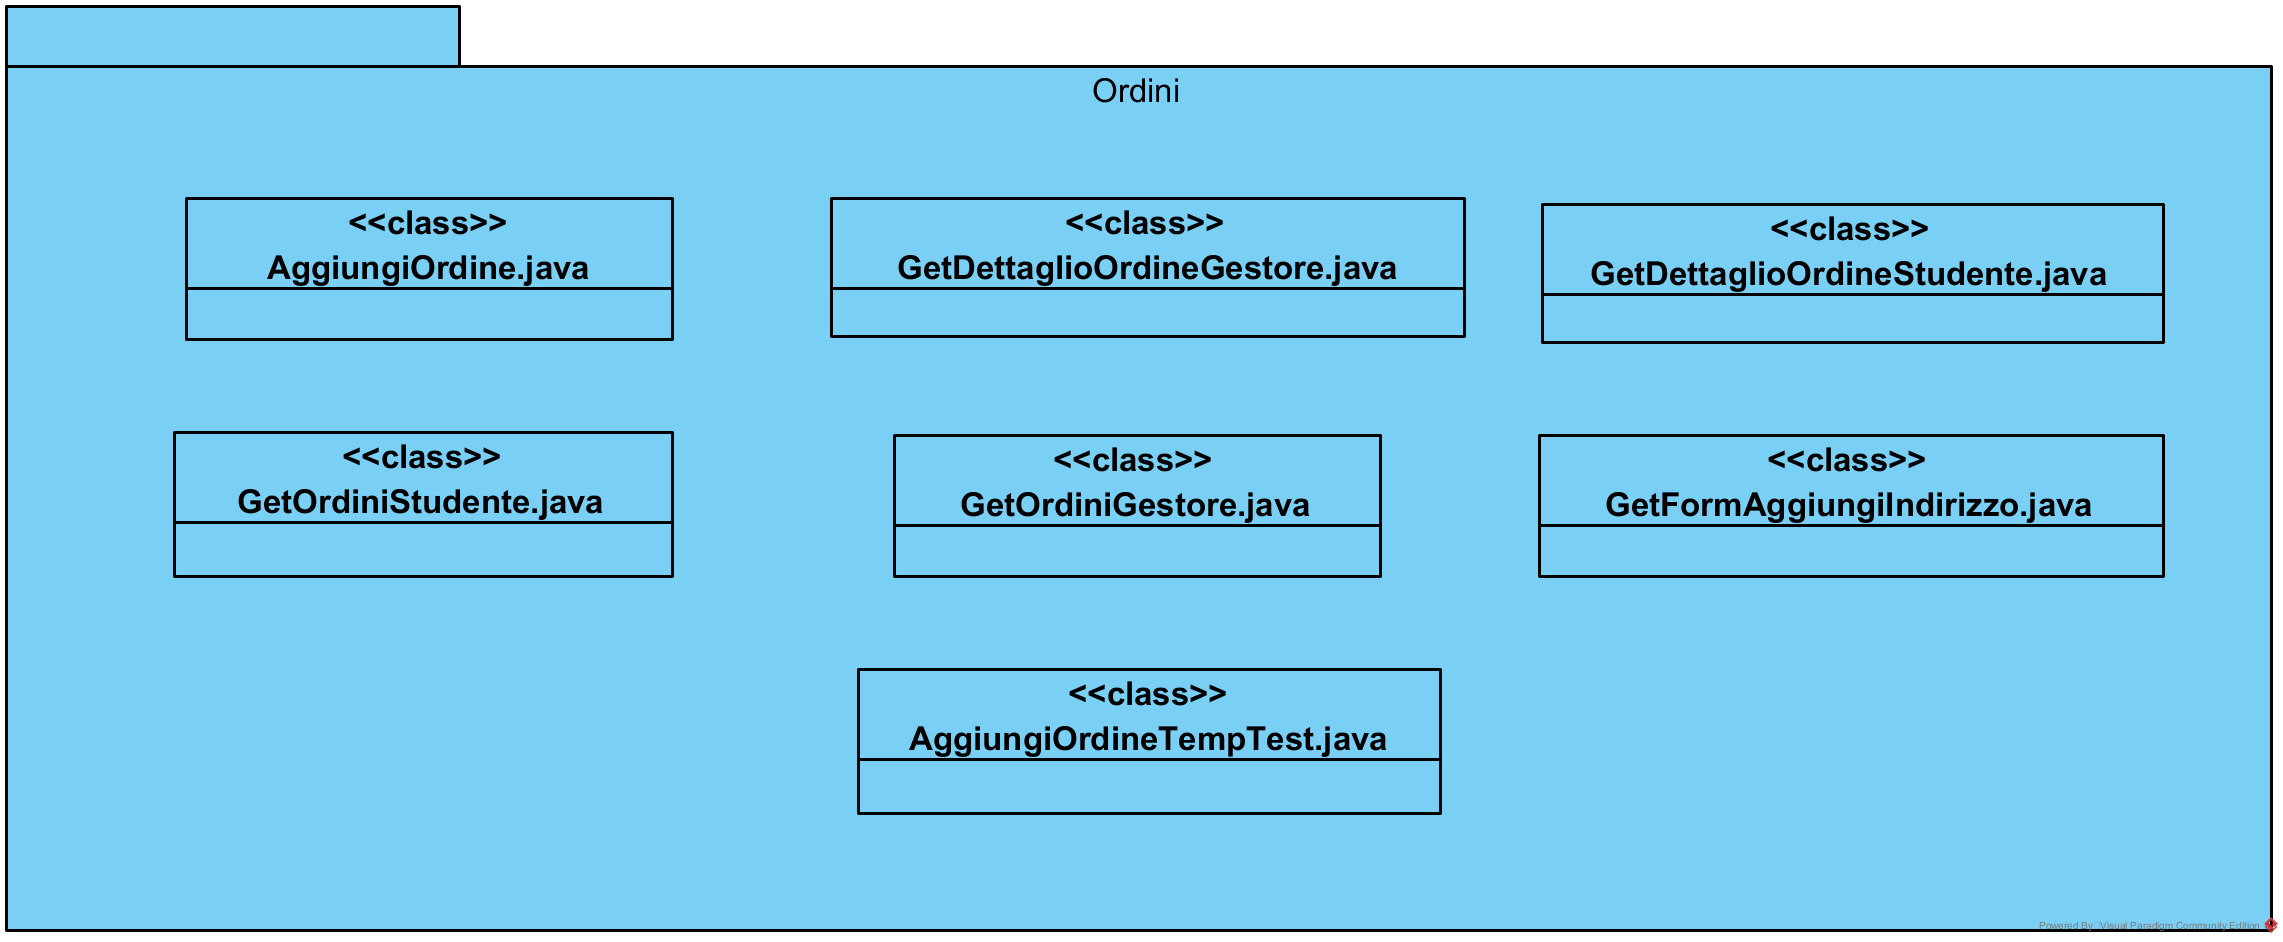 Ordini
<<class>>
AggiungiOrdine.java
<<class>>
GetDettaglioOrdineGestore.java
<<class>>
GetDettaglioOrdineStudente.java
<<class>>
GetOrdiniStudente.java
<<class>>
GetOrdiniGestore.java
<<class>>
GetFormAggiungiIndirizzo.java
<<class>>
AggiungiOrdineTempTest.java
Powered By Visual Paradigm Community Edition